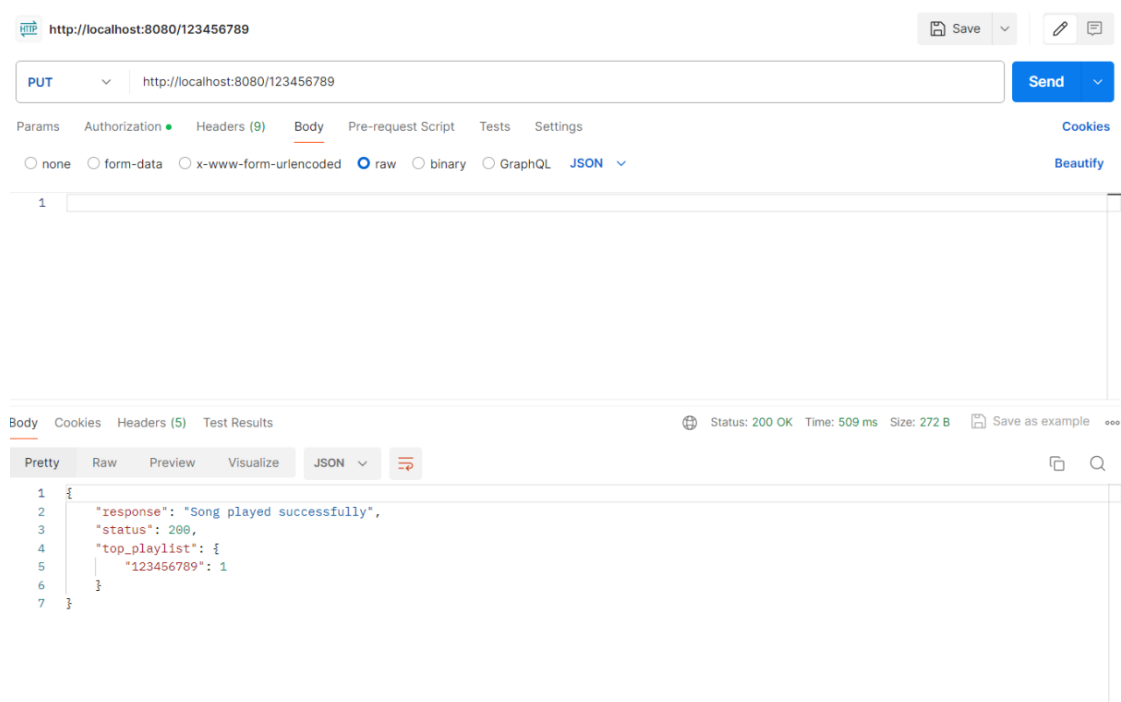 HTTP http://localhost:8080/123456789 Save
PUT http://localhost:8080/123456789 Send
Params Authorization Headers (9) Body Pre-request Script Tests Settings Cookies
none form-data x-www-form-urlencoded raw binary GraphQL JSON Beautify
1
Body Cookies Headers (5) Test Results Status: 200 OK Time: 509 ms Size: 272 B Save as example
Pretty Raw Preview Visualize JSON
1 {
2 "response": "Song played successfully",
3 "status": 200,
4 "top_playlist": {
5 "123456789": 1
6 }
7 }